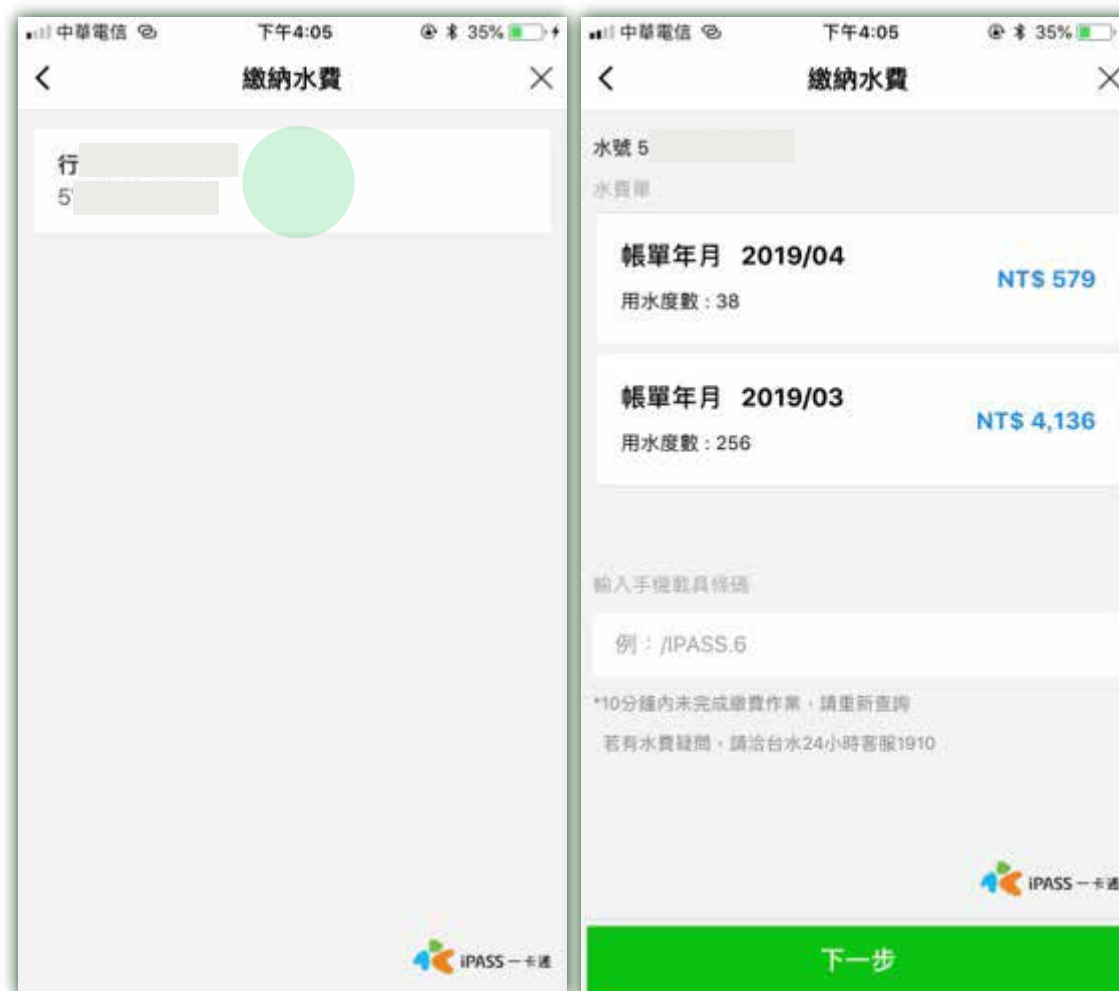 中華電信 下午4:05 35%
繳納水費
行
5
iPASS 一卡通
中華電信 下午4:05 35%
繳納水費
水號 5
水費單
帳單年月 2019/04
NT$ 579
用水度數：38
帳單年月 2019/03
NT$ 4,136
用水度數：256
輸入手機載具條碼
例：/IPASS.6
*10分鐘內未完成繳費作業，請重新查詢
若有水費疑問，請洽台水24小時客服1910
iPASS 一卡通
下一步